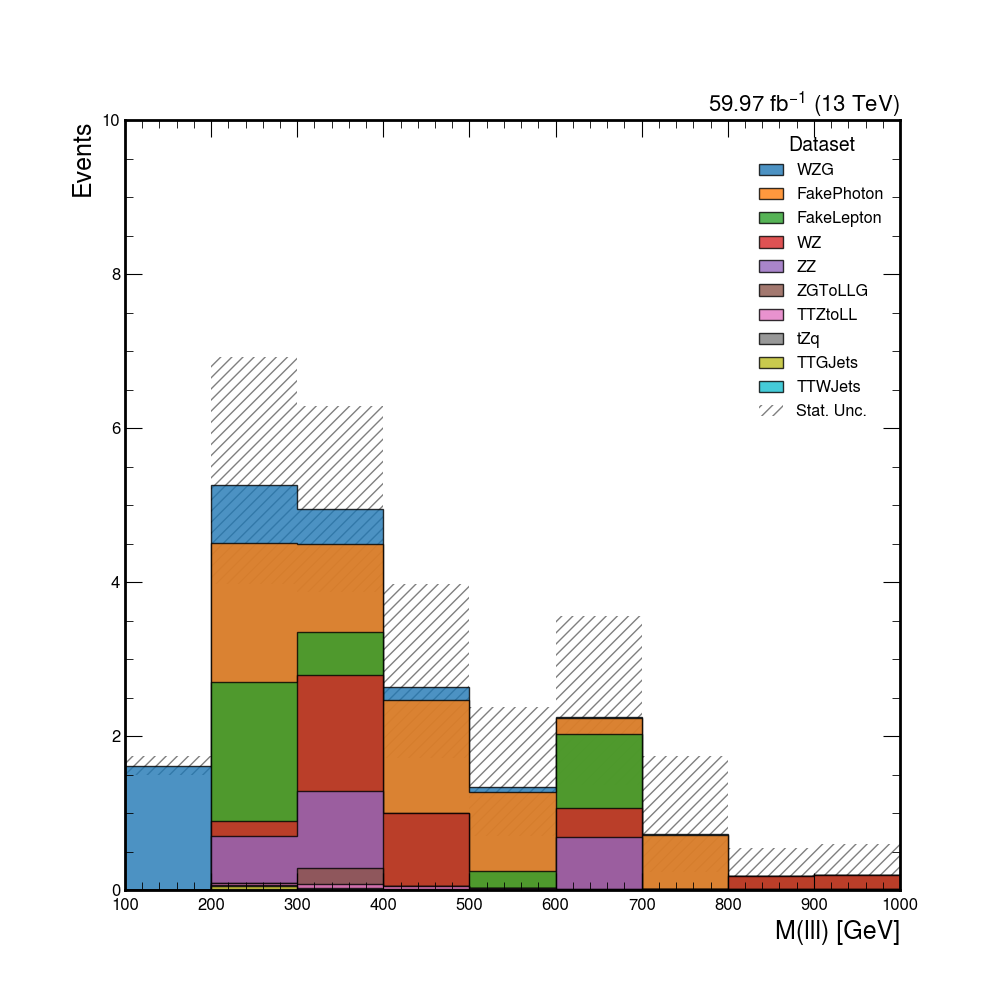 59.97 fb⁻¹ (13 TeV)
Events
10
8
6
4
2
0
Dataset
WZG
FakePhoton
FakeLepton
WZ
ZZ
ZGToLLG
TTZtoLL
tZq
TTGJets
TTWJets
Stat. Unc.
100 200 300 400 500 600 700 800 900 1000
M(lll) [GeV]